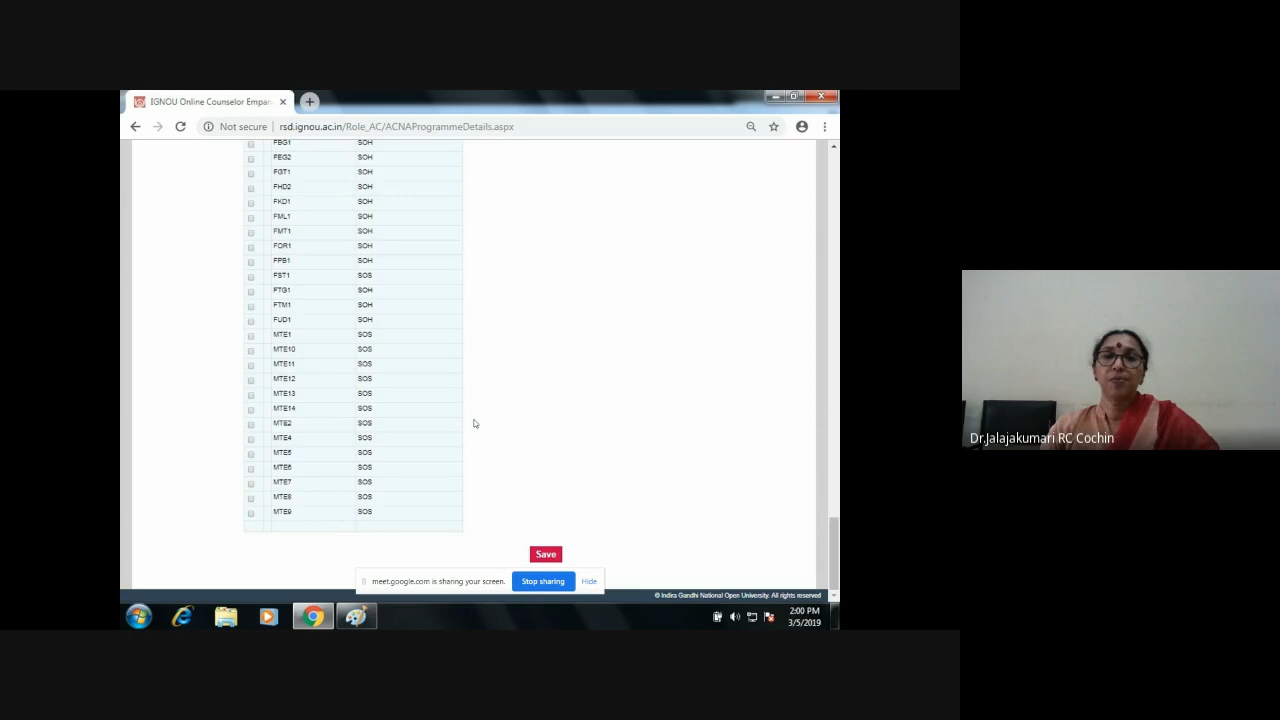 IGNOU Online Counselor Empan
Not secure | rsd.ignou.ac.in/Role_AC/ACNAProgrammeDetails.aspx
FBG1 SOH
FEG2 SOH
FGT1 SOH
FHD2 SOH
FKD1 SOH
FML1 SOH
FMT1 SOH
FOR1 SOH
FPB1 SOH
FST1 SOS
FTG1 SOH
FTM1 SOH
FUD1 SOH
MTE1 SOS
MTE10 SOS
MTE11 SOS
MTE12 SOS
MTE13 SOS
MTE14 SOS
MTE2 SOS
MTE4 SOS
MTE5 SOS
MTE6 SOS
MTE7 SOS
MTE8 SOS
MTE9 SOS
Save
meet.google.com is sharing your screen. Stop sharing Hide
© Indira Gandhi National Open University. All rights reserved
2:00 PM
3/5/2019
Dr.Jalajakumari RC Cochin